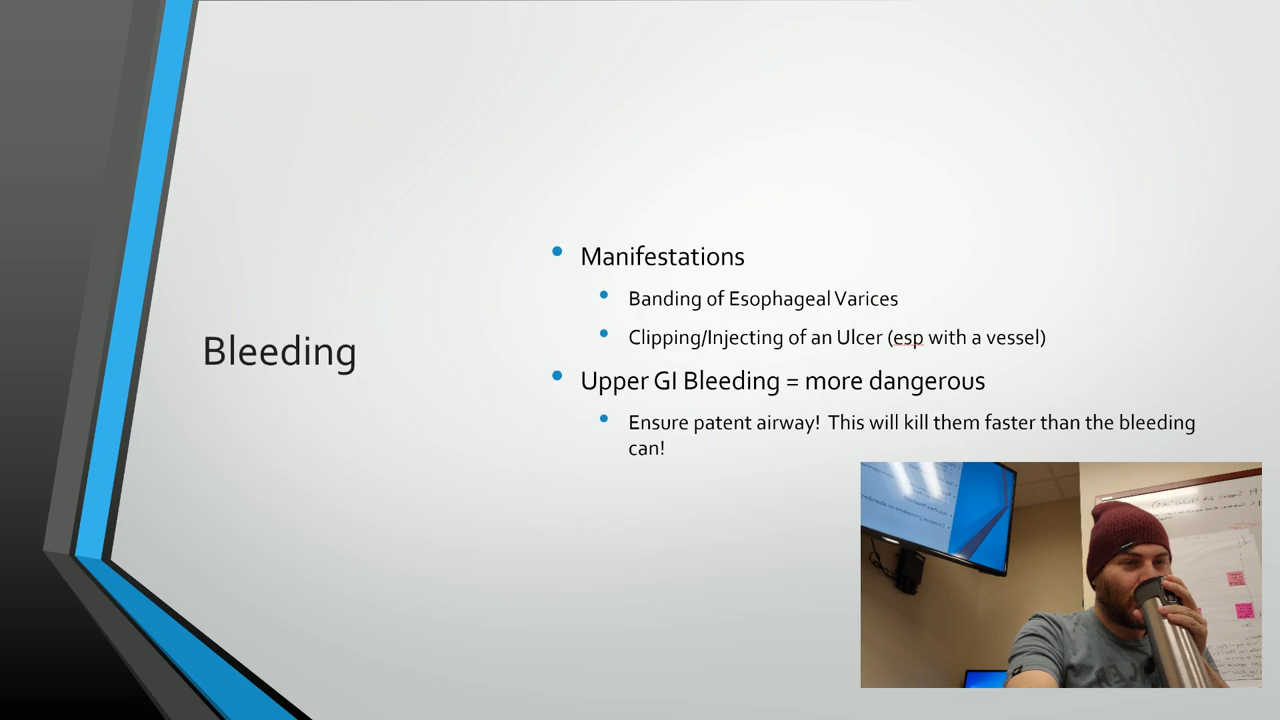 Bleeding
Manifestations
Banding of Esophageal Varices
Clipping/Injecting of an Ulcer (esp with a vessel)
Upper GI Bleeding = more dangerous
Ensure patent airway!  This will kill them faster than the bleeding
can!